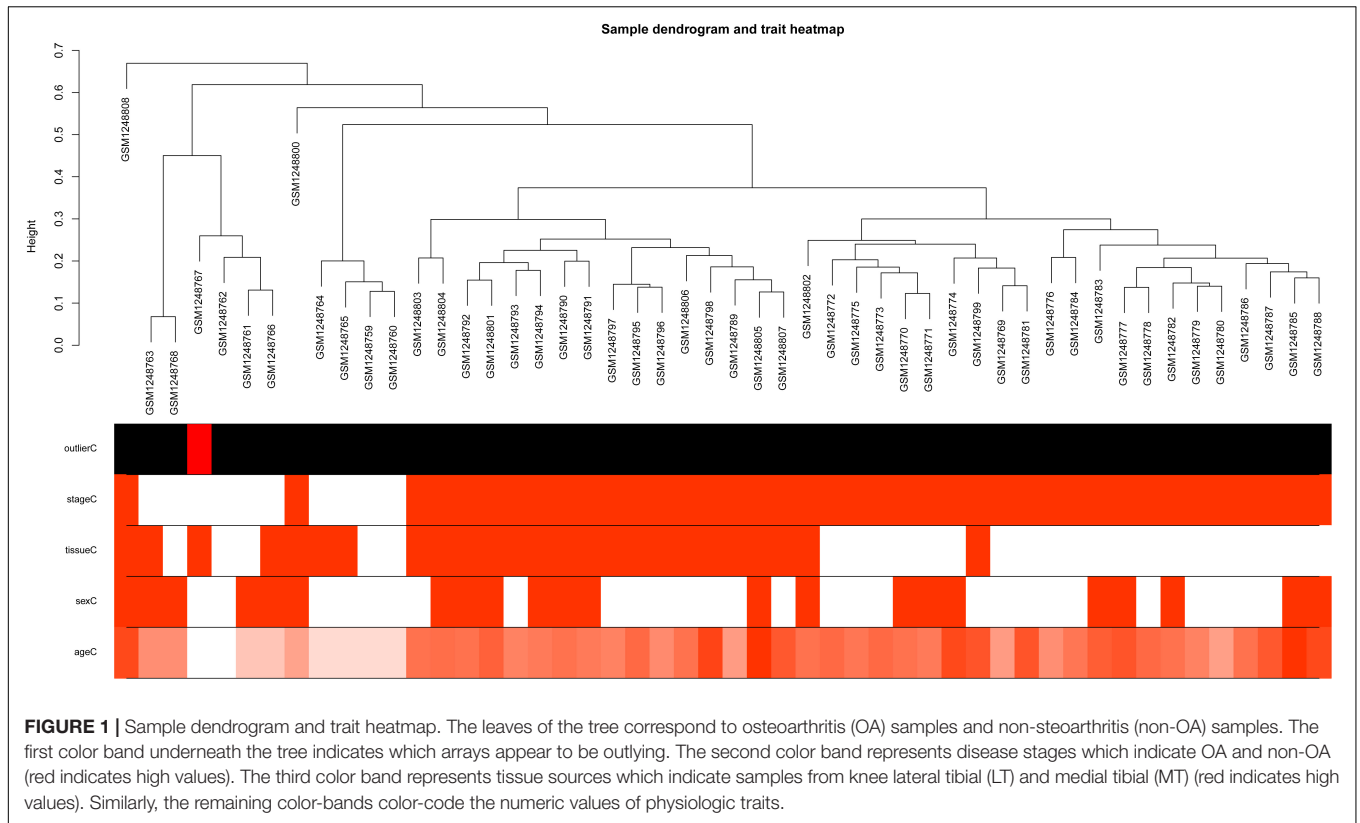 Sample dendrogram and trait heatmap
Height
0.7
0.6
0.5
0.4
0.3
0.2
0.1
0.0
GSM1248808
GSM1248763
GSM1248768
GSM1248767
GSM1248762
GSM1248761
GSM1248766
GSM1248800
GSM1248764
GSM1248765
GSM1248759
GSM1248760
GSM1248803
GSM1248804
GSM1248792
GSM1248801
GSM1248793
GSM1248794
GSM1248790
GSM1248791
GSM1248797
GSM1248795
GSM1248796
GSM1248806
GSM1248798
GSM1248789
GSM1248805
GSM1248807
GSM1248802
GSM1248772
GSM1248775
GSM1248773
GSM1248770
GSM1248771
GSM1248774
GSM1248799
GSM1248769
GSM1248781
GSM1248776
GSM1248784
GSM1248783
GSM1248777
GSM1248778
GSM1248782
GSM1248779
GSM1248780
GSM1248786
GSM1248787
GSM1248785
GSM1248788
outlierC
stageC
tissueC
sexC
ageC
FIGURE 1 | Sample dendrogram and trait heatmap. The leaves of the tree correspond to osteoarthritis (OA) samples and non-steoarthritis (non-OA) samples. The
first color band underneath the tree indicates which arrays appear to be outlying. The second color band represents disease stages which indicate OA and non-OA
(red indicates high values). The third color band represents tissue sources which indicate samples from knee lateral tibial (LT) and medial tibial (MT) (red indicates high
values). Similarly, the remaining color-bands color-code the numeric values of physiologic traits.